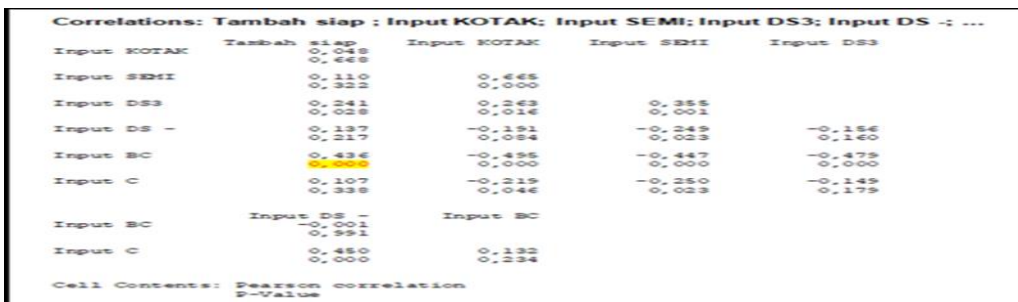 Correlations: Tambah siap ; Input KOTAK; Input SEMI; Input DS3; Input DS -; ...
Tambah siap Input KOTAK Input SEMI Input DS3
Input KOTAK 0,048
0,668
Input SEMI 0,110 0,665
0,322 0,000
Input DS3 0,241 0,263 0,355
0,028 0,016 0,001
Input DS - 0,137 -0,191 -0,249 -0,156
0,217 0,084 0,023 0,160
Input BC 0,436 -0,495 -0,447 -0,479
0,000 0,000 0,000 0,000
Input C 0,107 -0,219 -0,250 -0,149
0,338 0,046 0,023 0,179
Input DS - Input BC
Input BC -0,001
0,991
Input C 0,450 0,132
0,000 0,234
Cell Contents: Pearson correlation
P-Value